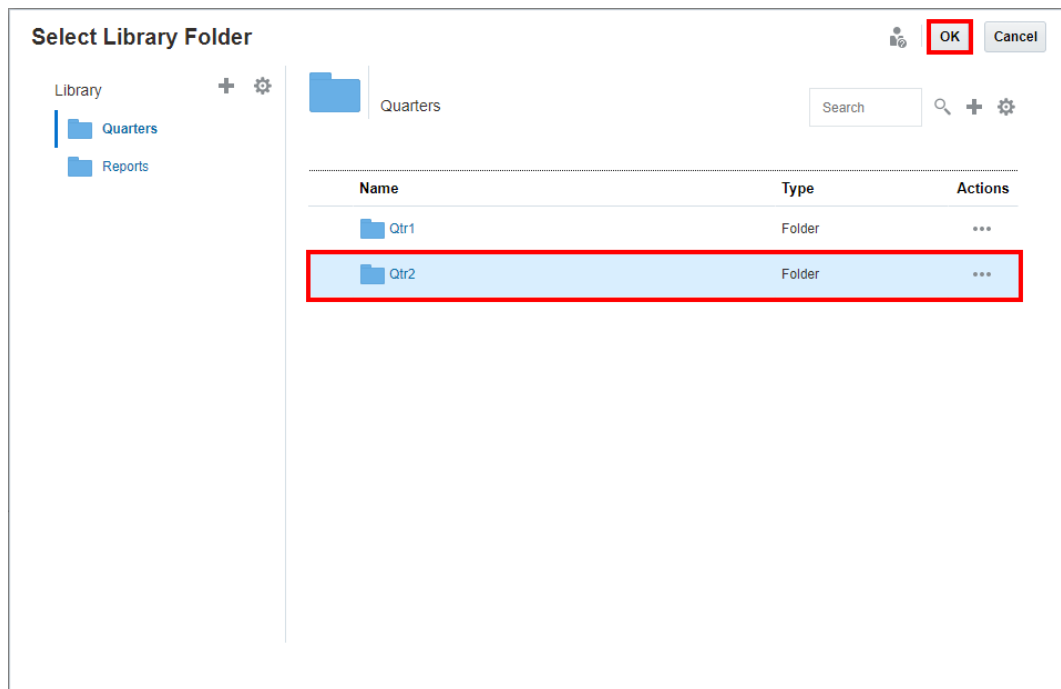 Select Library Folder
OK
Cancel
Library
Quarters
Reports
Quarters
Search
Name Type Actions
Qtr1 Folder
Qtr2 Folder